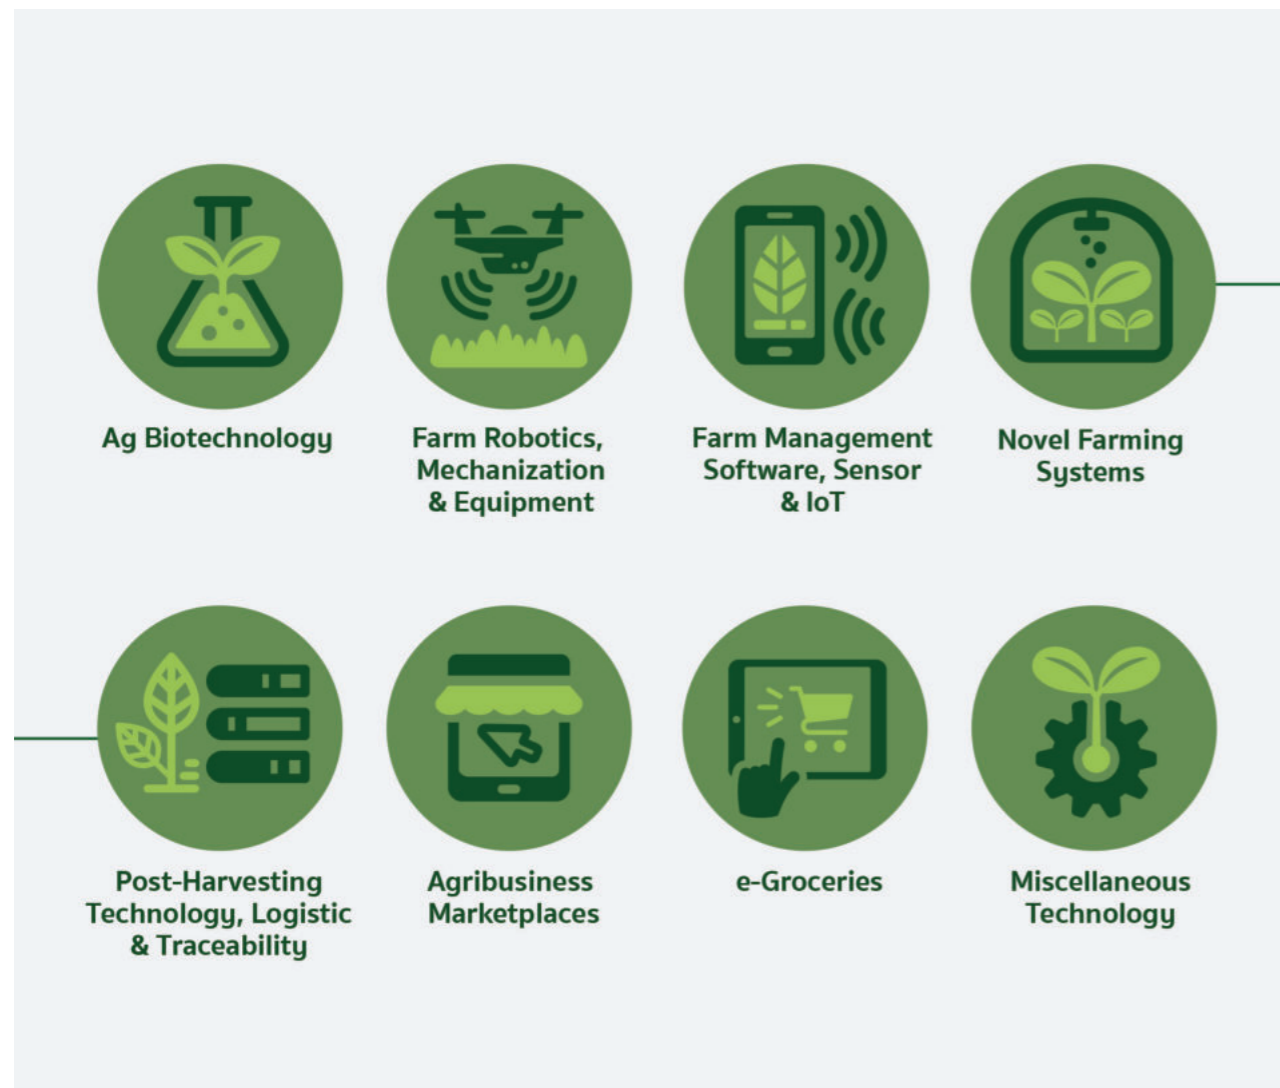 Ag Biotechnology
Farm Robotics,
Mechanization
& Equipment
Farm Management
Software, Sensor
& IoT
Novel Farming
Systems
Post-Harvesting
Technology, Logistic
& Traceability
Agribusiness
Marketplaces
e-Groceries
Miscellaneous
Technology